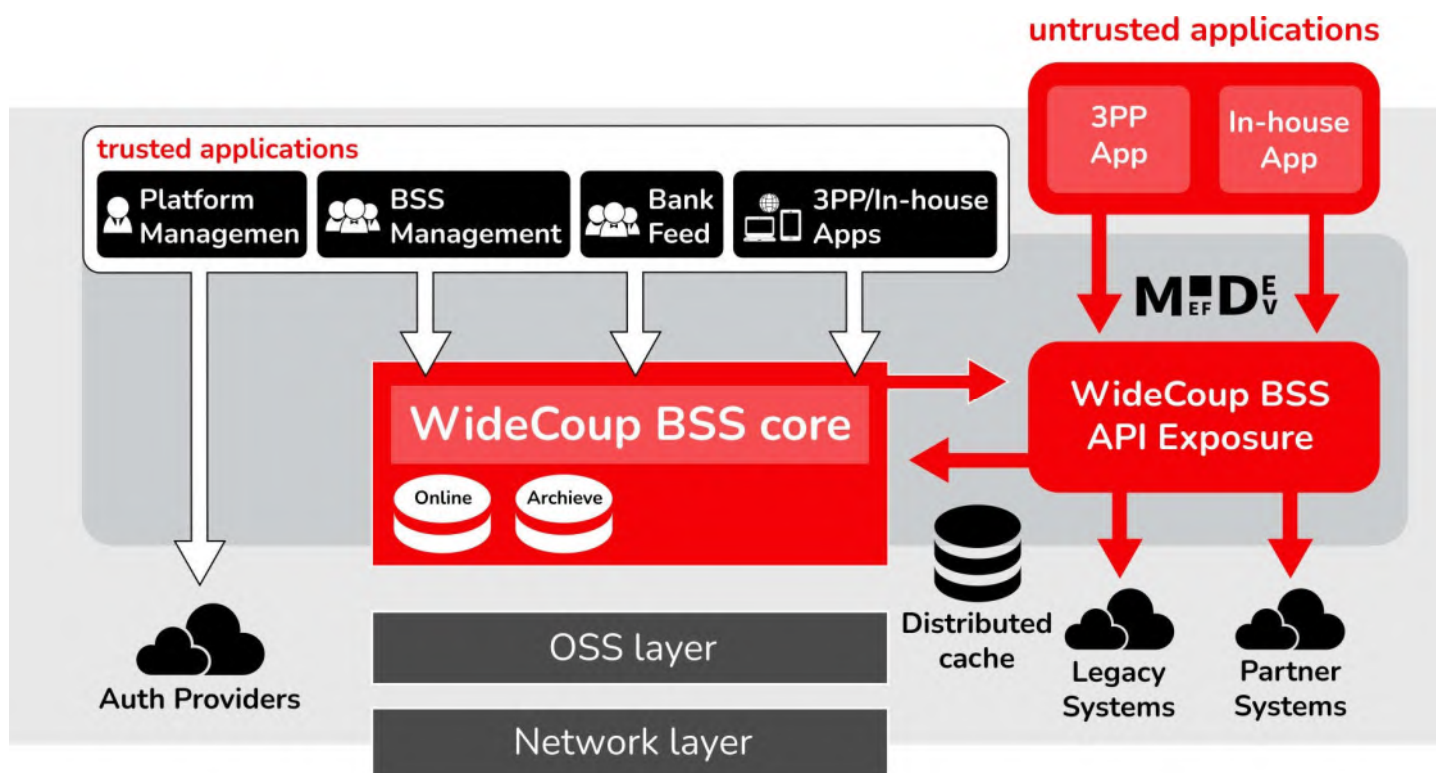 untrusted applications
3PP
App
In-house
App
trusted applications
Platform
Managemen
BSS
Management
Bank
Feed
3PP/In-house
Apps
M EF D E V
WideCoup BSS core
WideCoup BSS
API Exposure
Online
Archieve
Distributed
cache
OSS layer
Network layer
Auth Providers
Legacy
Systems
Partner
Systems